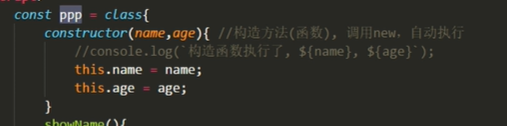 const ppp = class{
constructor(name,age){ //构造方法(函数), 调用new, 自动执行
//console.log(`构造函数执行了, ${name}, ${age}`);
this.name = name;
this.age = age;
}
showName(){